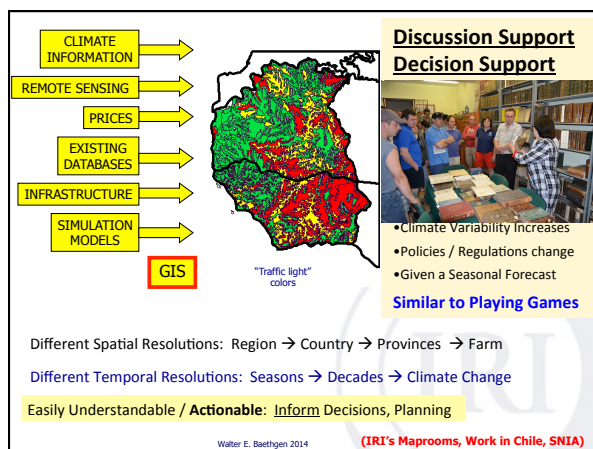 CLIMATE
INFORMATION
REMOTE SENSING
PRICES
EXISTING
DATABASES
INFRASTRUCTURE
SIMULATION
MODELS
GIS
"Traffic light"
colors
Discussion Support
Decision Support
•Climate Variability Increases
•Policies / Regulations change
•Given a Seasonal Forecast
Similar to Playing Games
Different Spatial Resolutions: Region → Country → Provinces → Farm
Different Temporal Resolutions: Seasons → Decades → Climate Change
Easily Understandable / Actionable: Inform Decisions, Planning
Walter E. Baethgen 2014
(IRI's Maprooms, Work in Chile, SNIA)
(IRI)